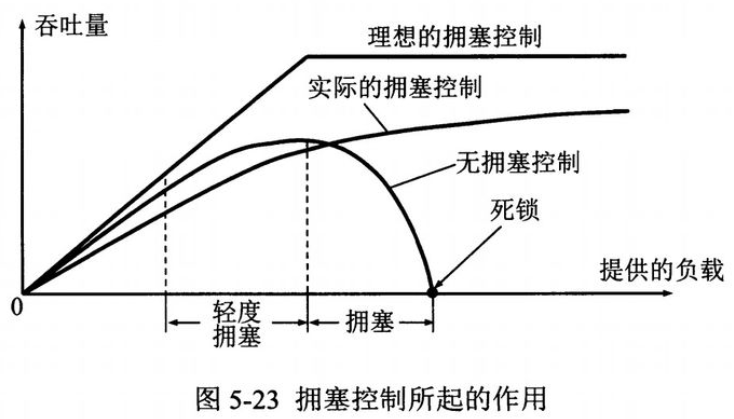 吞吐量
理想的拥塞控制
实际的拥塞控制
无拥塞控制
死锁
提供的负载
0
轻度
拥塞
拥塞
图 5-23 拥塞控制所起的作用